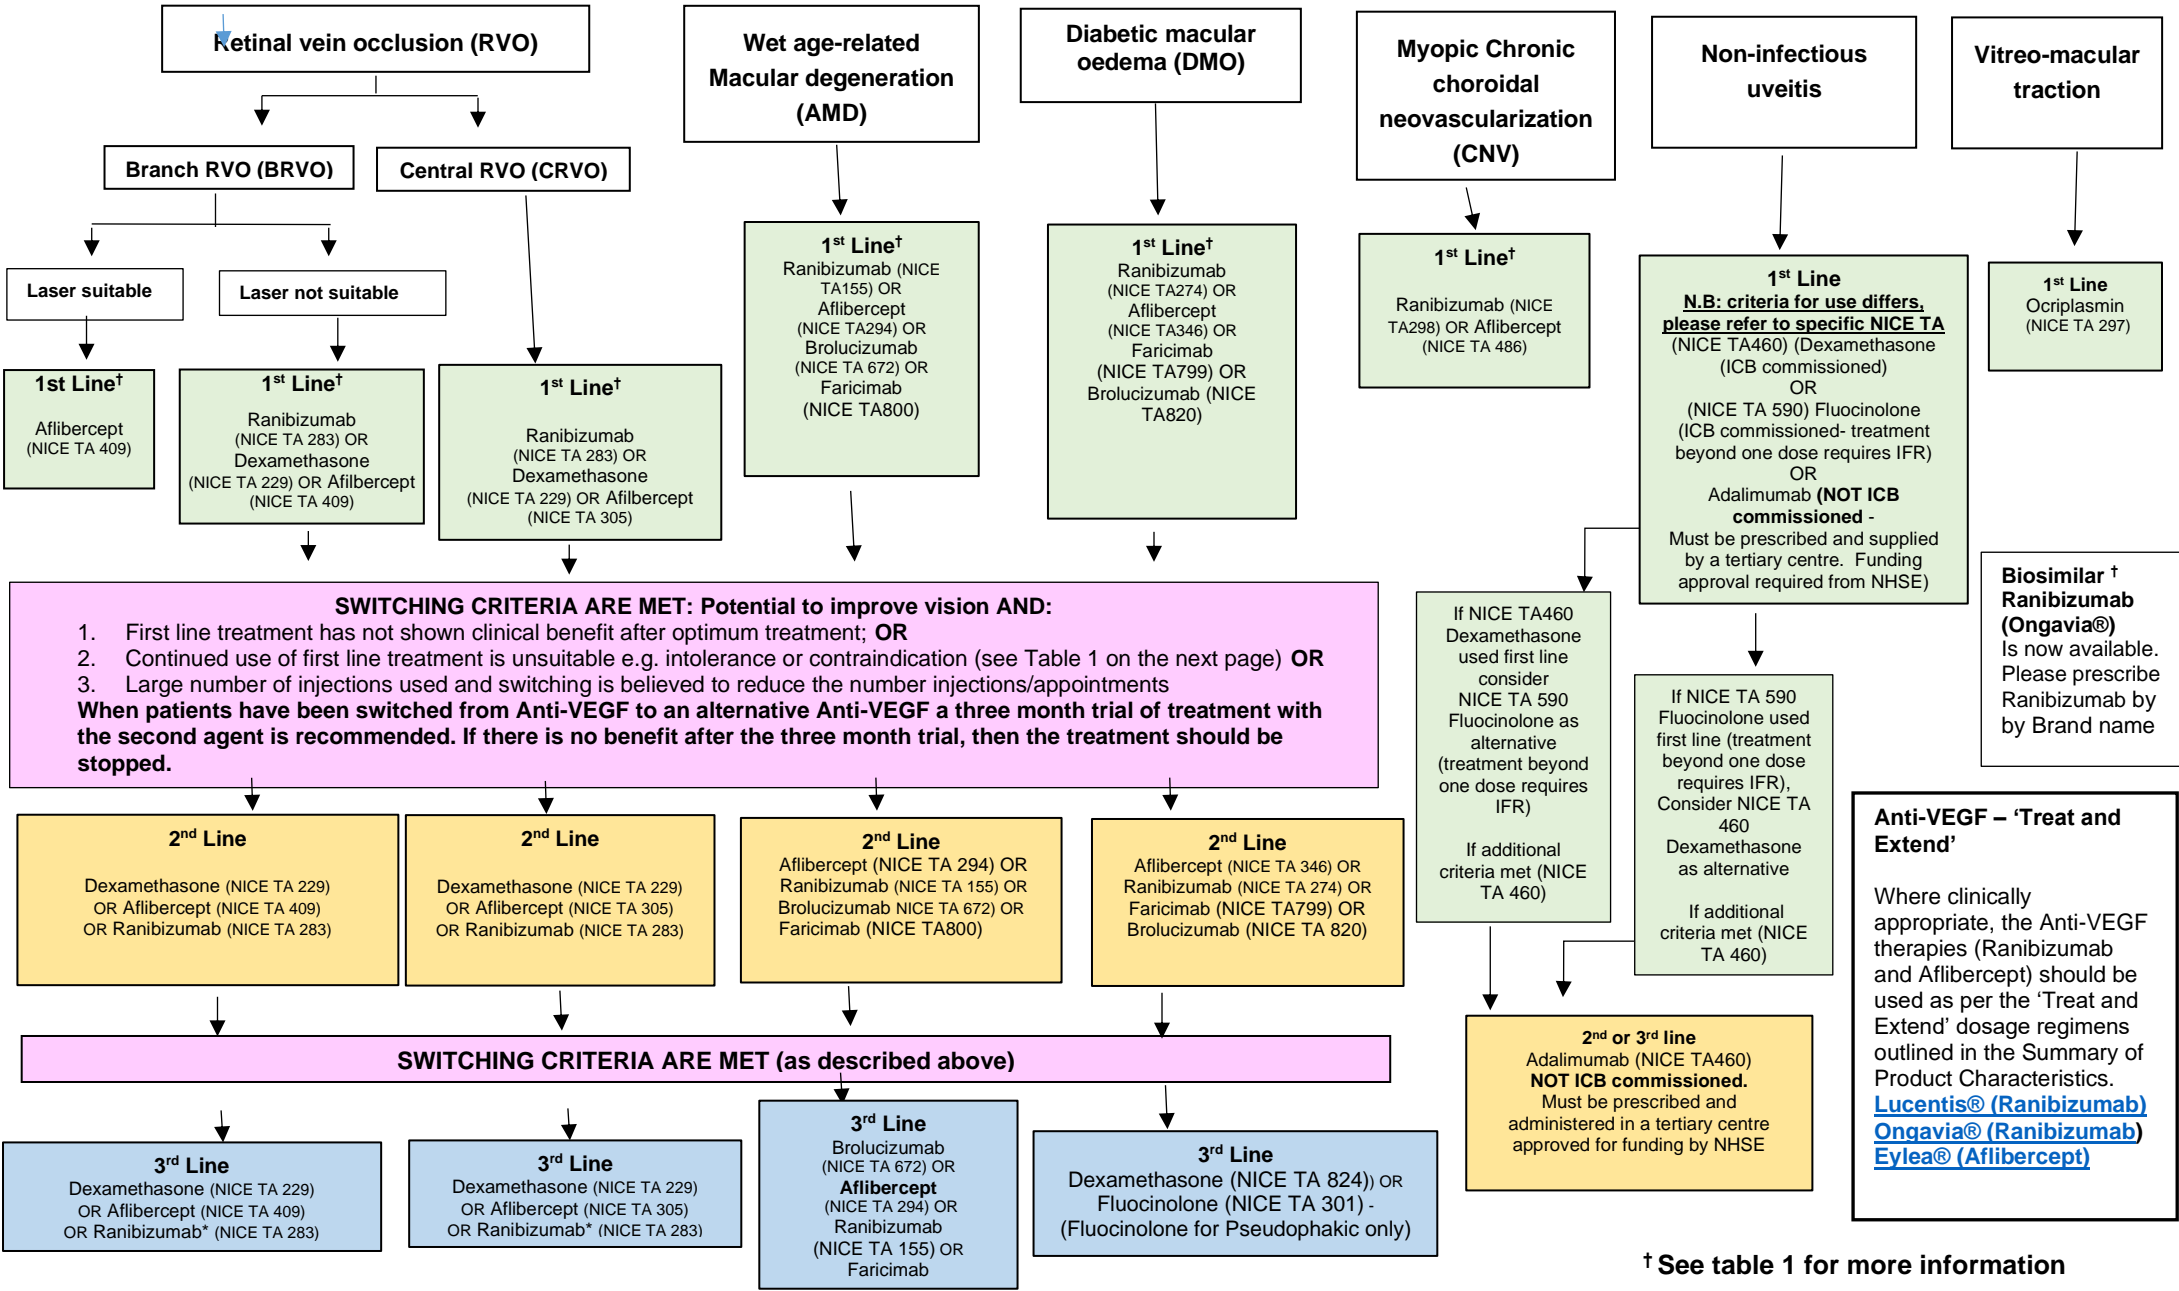 Retinal vein occlusion (RVO)
Branch RVO (BRVO)
Central RVO (CRVO)
Laser suitable
Laser not suitable
1st Line†
Aflibercept
(NICE TA 409)
1st Line†
Ranibizumab
(NICE TA 283) OR
Dexamethasone
(NICE TA 229) OR Afilbercept
(NICE TA 409)
1st Line†
Ranibizumab
(NICE TA 283) OR
Dexamethasone
(NICE TA 229) OR Afilbercept
(NICE TA 305)
Wet age-related
Macular degeneration
(AMD)
1st Line†
Ranibizumab (NICE
TA155) OR
Aflibercept
(NICE TA294) OR
Brolucizumab
(NICE TA 672) OR
Faricimab
(NICE TA800)
Diabetic macular
oedema (DMO)
1st Line†
Ranibizumab
(NICE TA274) OR
Aflibercept
(NICE TA346) OR
Faricimab
(NICE TA799) OR
Brolucizumab (NICE
TA820)
Myopic Chronic
choroidal
neovascularization
(CNV)
1st Line†
Ranibizumab (NICE
TA298) OR Aflibercept
(NICE TA 486)
Non-infectious
uveitis
1st Line
N.B: criteria for use differs,
please refer to specific NICE TA
(NICE TA460) (Dexamethasone
(ICB commissioned)
OR
(NICE TA 590) Fluocinolone
(ICB commissioned- treatment
beyond one dose requires IFR)
OR
Adalimumab (NOT ICB
commissioned -
Must be prescribed and supplied
by a tertiary centre. Funding
approval required from NHSE)
Vitreo-macular
traction
1st Line
Ocriplasmin
(NICE TA 297)
SWITCHING CRITERIA ARE MET: Potential to improve vision AND:
1. First line treatment has not shown clinical benefit after optimum treatment; OR
2. Continued use of first line treatment is unsuitable e.g. intolerance or contraindication (see Table 1 on the next page) OR
3. Large number of injections used and switching is believed to reduce the number injections/appointments
When patients have been switched from Anti-VEGF to an alternative Anti-VEGF a three month trial of treatment with
the second agent is recommended. If there is no benefit after the three month trial, then the treatment should be
stopped.
If NICE TA460
Dexamethasone
used first line
consider
NICE TA 590
Fluocinolone as
alternative
(treatment beyond
one dose requires
IFR)
If additional
criteria met (NICE
TA 460)
If NICE TA 590
Fluocinolone used
first line (treatment
beyond one dose
requires IFR),
Consider NICE TA
460
Dexamethasone
as alternative
If additional
criteria met (NICE
TA 460)
Biosimilar †
Ranibizumab
(Ongavia®)
Is now available.
Please prescribe
Ranibizumab by
by Brand name
2nd Line
Dexamethasone (NICE TA 229)
OR Aflibercept (NICE TA 409)
OR Ranibizumab (NICE TA 283)
2nd Line
Dexamethasone (NICE TA 229)
OR Aflibercept (NICE TA 305)
OR Ranibizumab (NICE TA 283)
2nd Line
Aflibercept (NICE TA 294) OR
Ranibizumab (NICE TA 155) OR
Brolucizumab NICE TA 672) OR
Faricimab (NICE TA800)
2nd Line
Aflibercept (NICE TA 346) OR
Ranibizumab (NICE TA 274) OR
Faricimab (NICE TA799) OR
Brolucizumab (NICE TA 820)
Anti-VEGF – ‘Treat and
Extend’
Where clinically
appropriate, the Anti-VEGF
therapies (Ranibizumab
and Aflibercept) should be
used as per the ‘Treat and
Extend’ dosage regimens
outlined in the Summary of
Product Characteristics.
Lucentis® (Ranibizumab)
Ongavia® (Ranibizumab)
Eylea® (Aflibercept)
SWITCHING CRITERIA ARE MET (as described above)
2nd or 3rd line
Adalimumab (NICE TA460)
NOT ICB commissioned.
Must be prescribed and
administered in a tertiary centre
approved for funding by NHSE
3rd Line
Dexamethasone (NICE TA 229)
OR Aflibercept (NICE TA 409)
OR Ranibizumab* (NICE TA 283)
3rd Line
Dexamethasone (NICE TA 229)
OR Aflibercept (NICE TA 305)
OR Ranibizumab* (NICE TA 283)
3rd Line
Brolucizumab
(NICE TA 672) OR
Aflibercept
(NICE TA 294) OR
Ranibizumab
(NICE TA 155) OR
Faricimab
3rd Line
Dexamethasone (NICE TA 824)) OR
Fluocinolone (NICE TA 301) -
(Fluocinolone for Pseudophakic only)
† See table 1 for more information